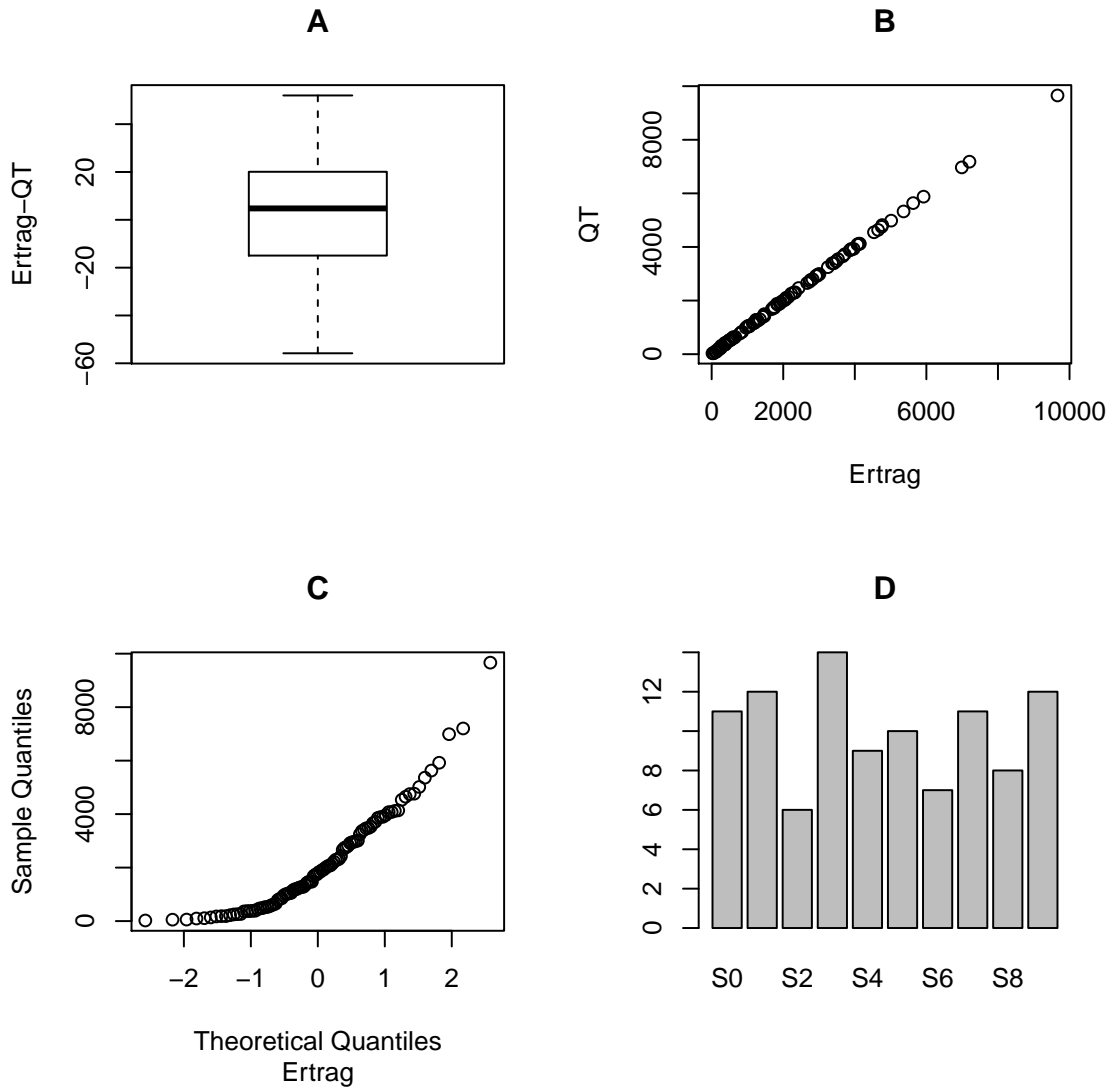 A
Ertrag−QT
20
−20
−60
B
QT
8000
4000
0
0 2000 6000 10000
Ertrag
C
Sample Quantiles
8000
4000
0
−2 −1 0 1 2
Theoretical Quantiles
Ertrag
D
12
8
6
4
2
0
S0 S2 S4 S6 S8